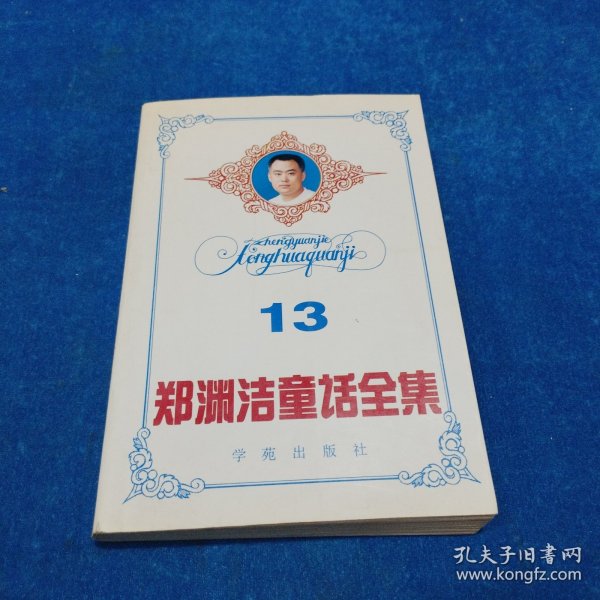 Zhengyuanjie
tonghuaquanji
13
郑渊洁童话全集
学苑出版社
孔夫子旧书网
www.kongfz.com